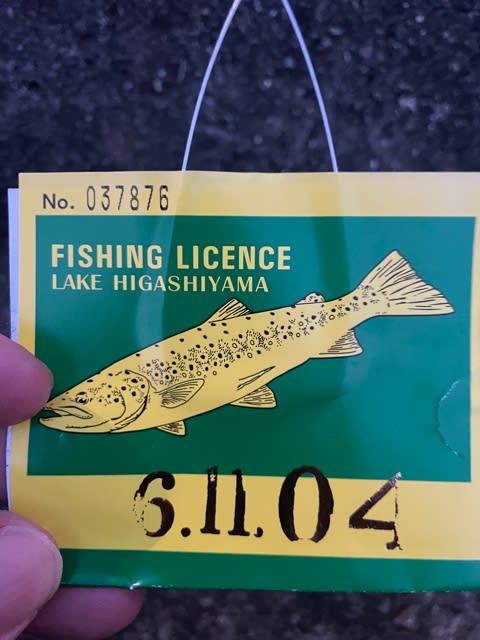 No. 037876
FISHING LICENCE
LAKE HIGASHIYAMA
6.11.04